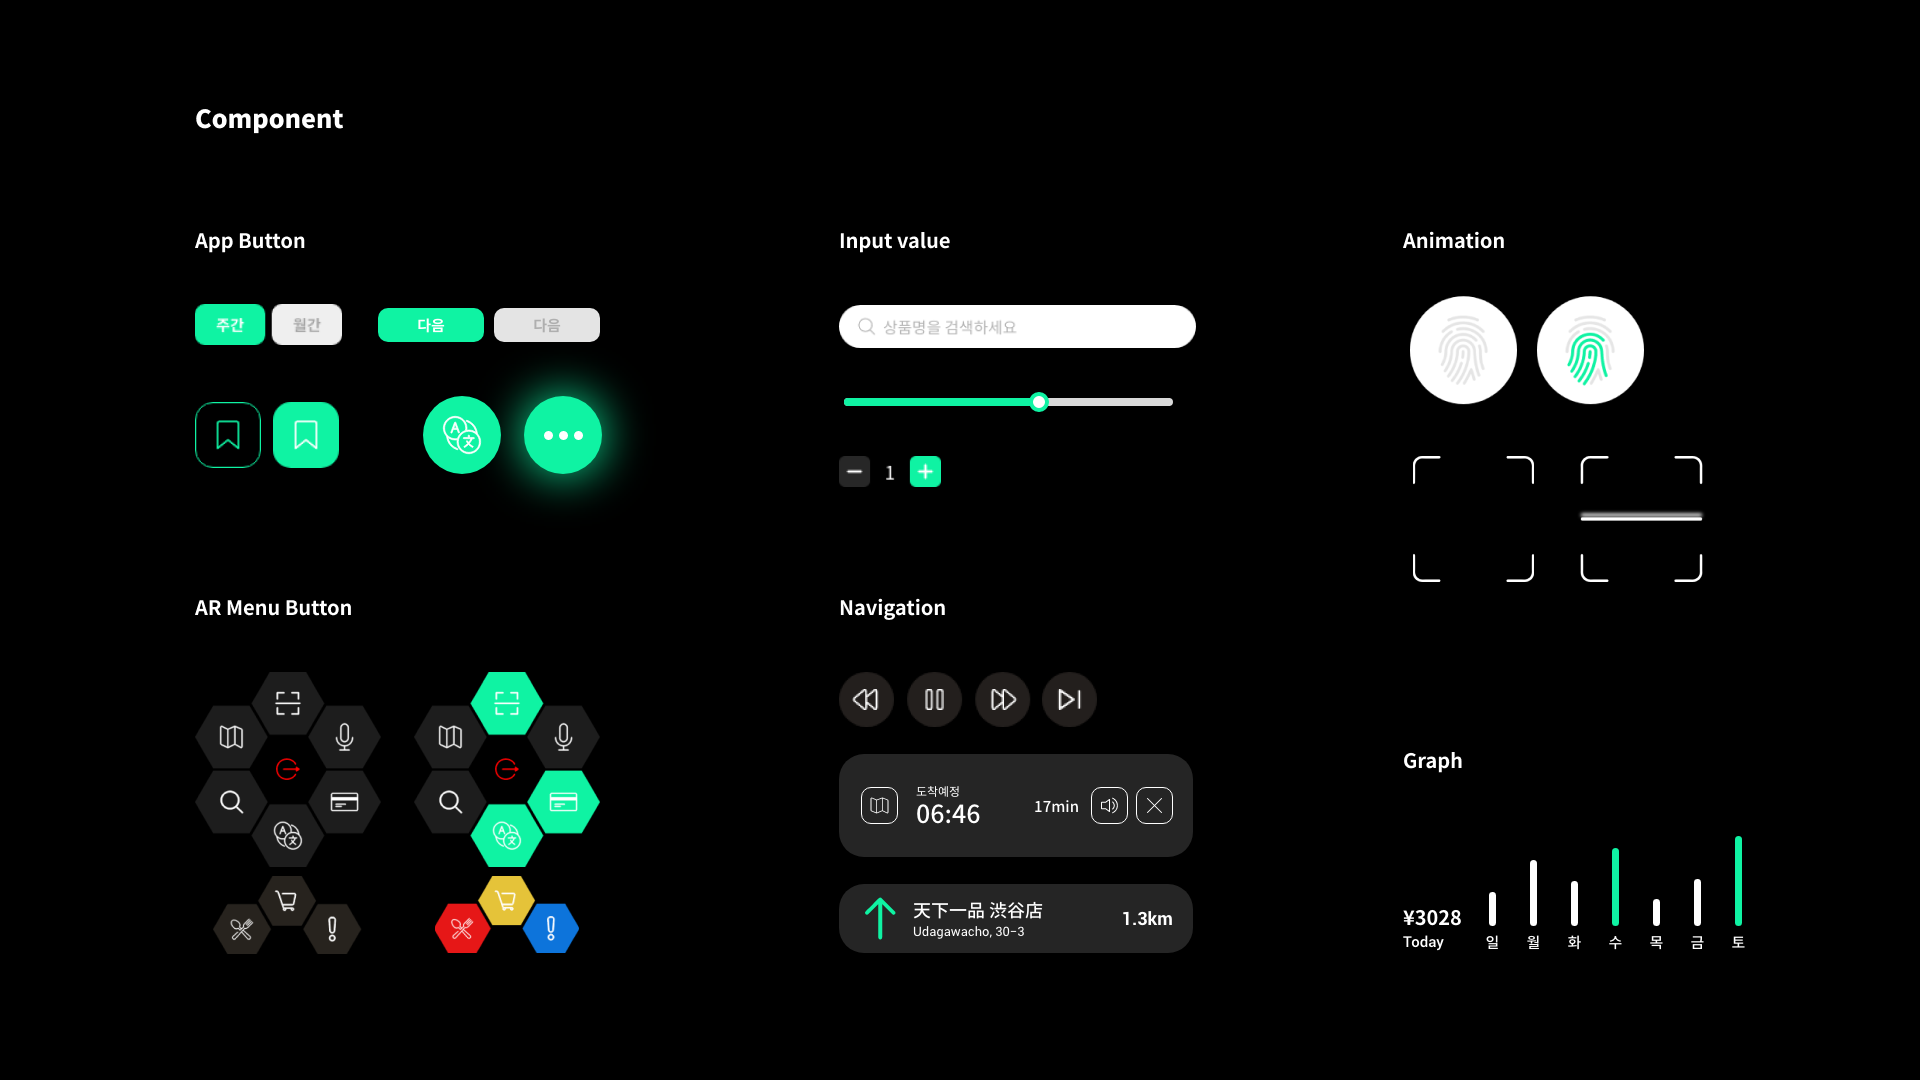 Component
App Button
주간
월간
다음
다음
AR Menu Button
A
文
A
文
A
文
Input value
상품명을 검색하세요
1
Navigation
도착예정
06:46
17min
天下一品 渋谷店
Udagawacho, 30-3
1.3km
Animation
Graph
¥3028
Today
일 월 화 수 목 금 토